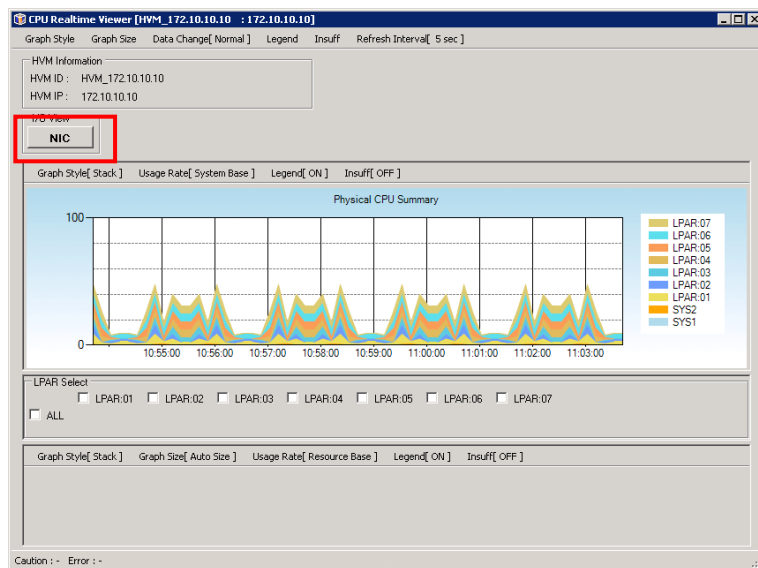 CPU Realtime Viewer [HVM_172.10.10.10 : 172.10.10.10]
Graph Style Graph Size Data Change[ Normal ] Legend Insuff Refresh Interval[ 5 sec ]
HVM Information
HVM ID : HVM_172.10.10.10
HVM IP : 172.10.10.10
I/O View
NIC
Graph Style[ Stack ] Usage Rate[ System Base ] Legend[ ON ] Insuff[ OFF ]
Physical CPU Summary
100
0
10:55:00 10:56:00 10:57:00 10:58:00 10:59:00 11:00:00 11:01:00 11:02:00 11:03:00
LPAR:07
LPAR:06
LPAR:05
LPAR:04
LPAR:03
LPAR:02
LPAR:01
SYS2
SYS1
LPAR Select
LPAR:01 LPAR:02 LPAR:03 LPAR:04 LPAR:05 LPAR:06 LPAR:07
ALL
Graph Style[ Stack ] Graph Size[ Auto Size ] Usage Rate[ Resource Base ] Legend[ ON ] Insuff[ OFF ]
Caution : - Error : -